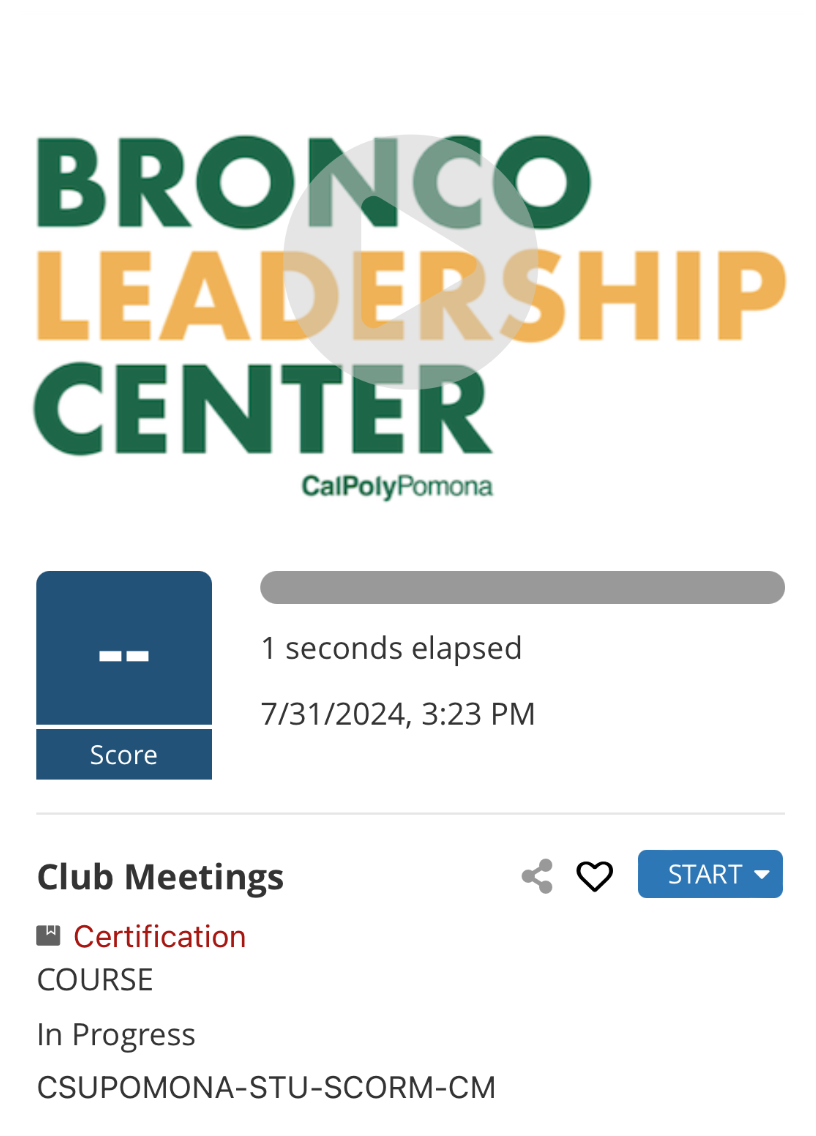 BRONCO
LEADERSHIP
CENTER
CalPolyPomona
--
Score
1 seconds elapsed
7/31/2024, 3:23 PM
Club Meetings
START
Certification
COURSE
In Progress
CSUPOMONA-STU-SCORM-CM